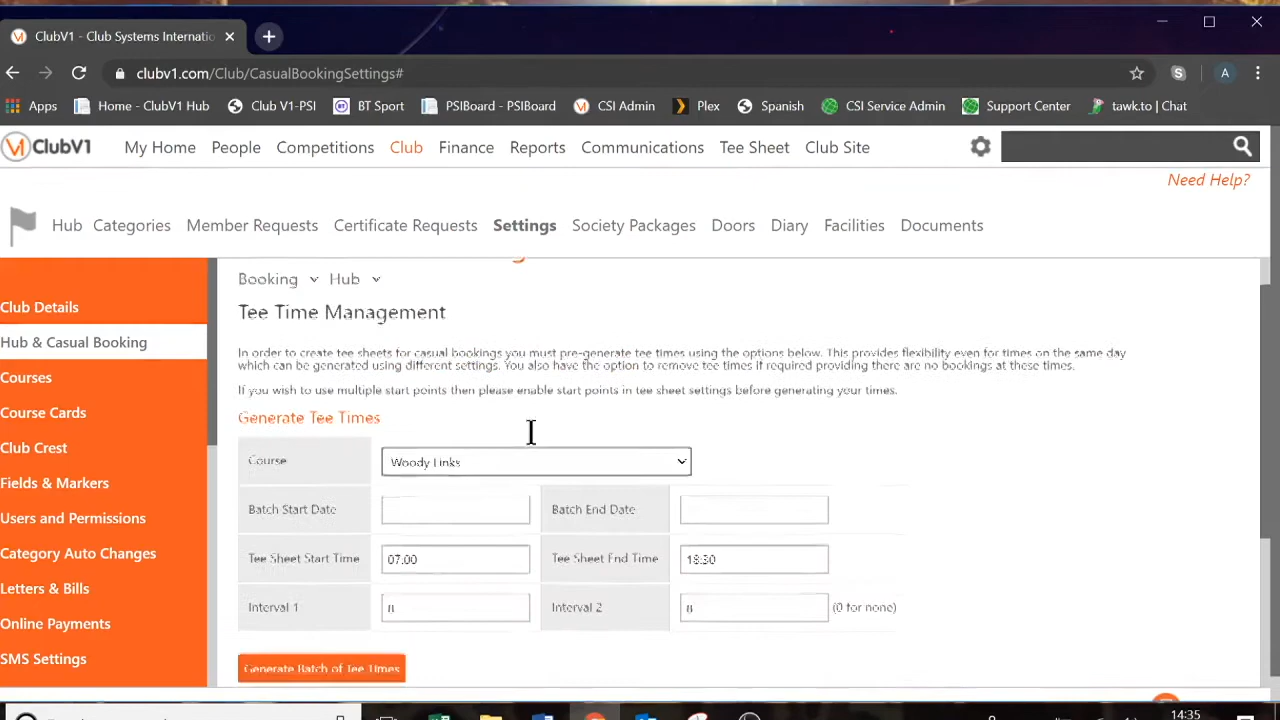 ClubV1 - Club Systems Internatio
clubv1.com/Club/CasualBookingSettings#
A
Apps Home - ClubV1 Hub Club V1-PSI BT Sport PSIBoard - PSIBoard CSI Admin Plex Spanish CSI Service Admin Support Center tawk.to | Chat
ClubV1 My Home People Competitions Club Finance Reports Communications Tee Sheet Club Site
Need Help?
Hub Categories Member Requests Certificate Requests Settings Society Packages Doors Diary Facilities Documents
Club Details
Hub & Casual Booking
Courses
Course Cards
Club Crest
Fields & Markers
Users and Permissions
Category Auto Changes
Letters & Bills
Online Payments
SMS Settings
Booking Hub
Tee Time Management
In order to create tee sheets for casual bookings you must pre-generate tee times using the options below. This provides flexibility even for times on the same day
which can be generated using different settings. You also have the option to remove tee times if required providing there are no bookings at these times.
If you wish to use multiple start points then please enable start points in tee sheet settings before generating your times.
Generate Tee Times
Course Woody Links
Batch Start Date Batch End Date
Tee Sheet Start Time 07:00 Tee Sheet End Time 18:30
Interval 1 8 Interval 2 8 (0 for none)
Generate Batch of Tee Times
14:35